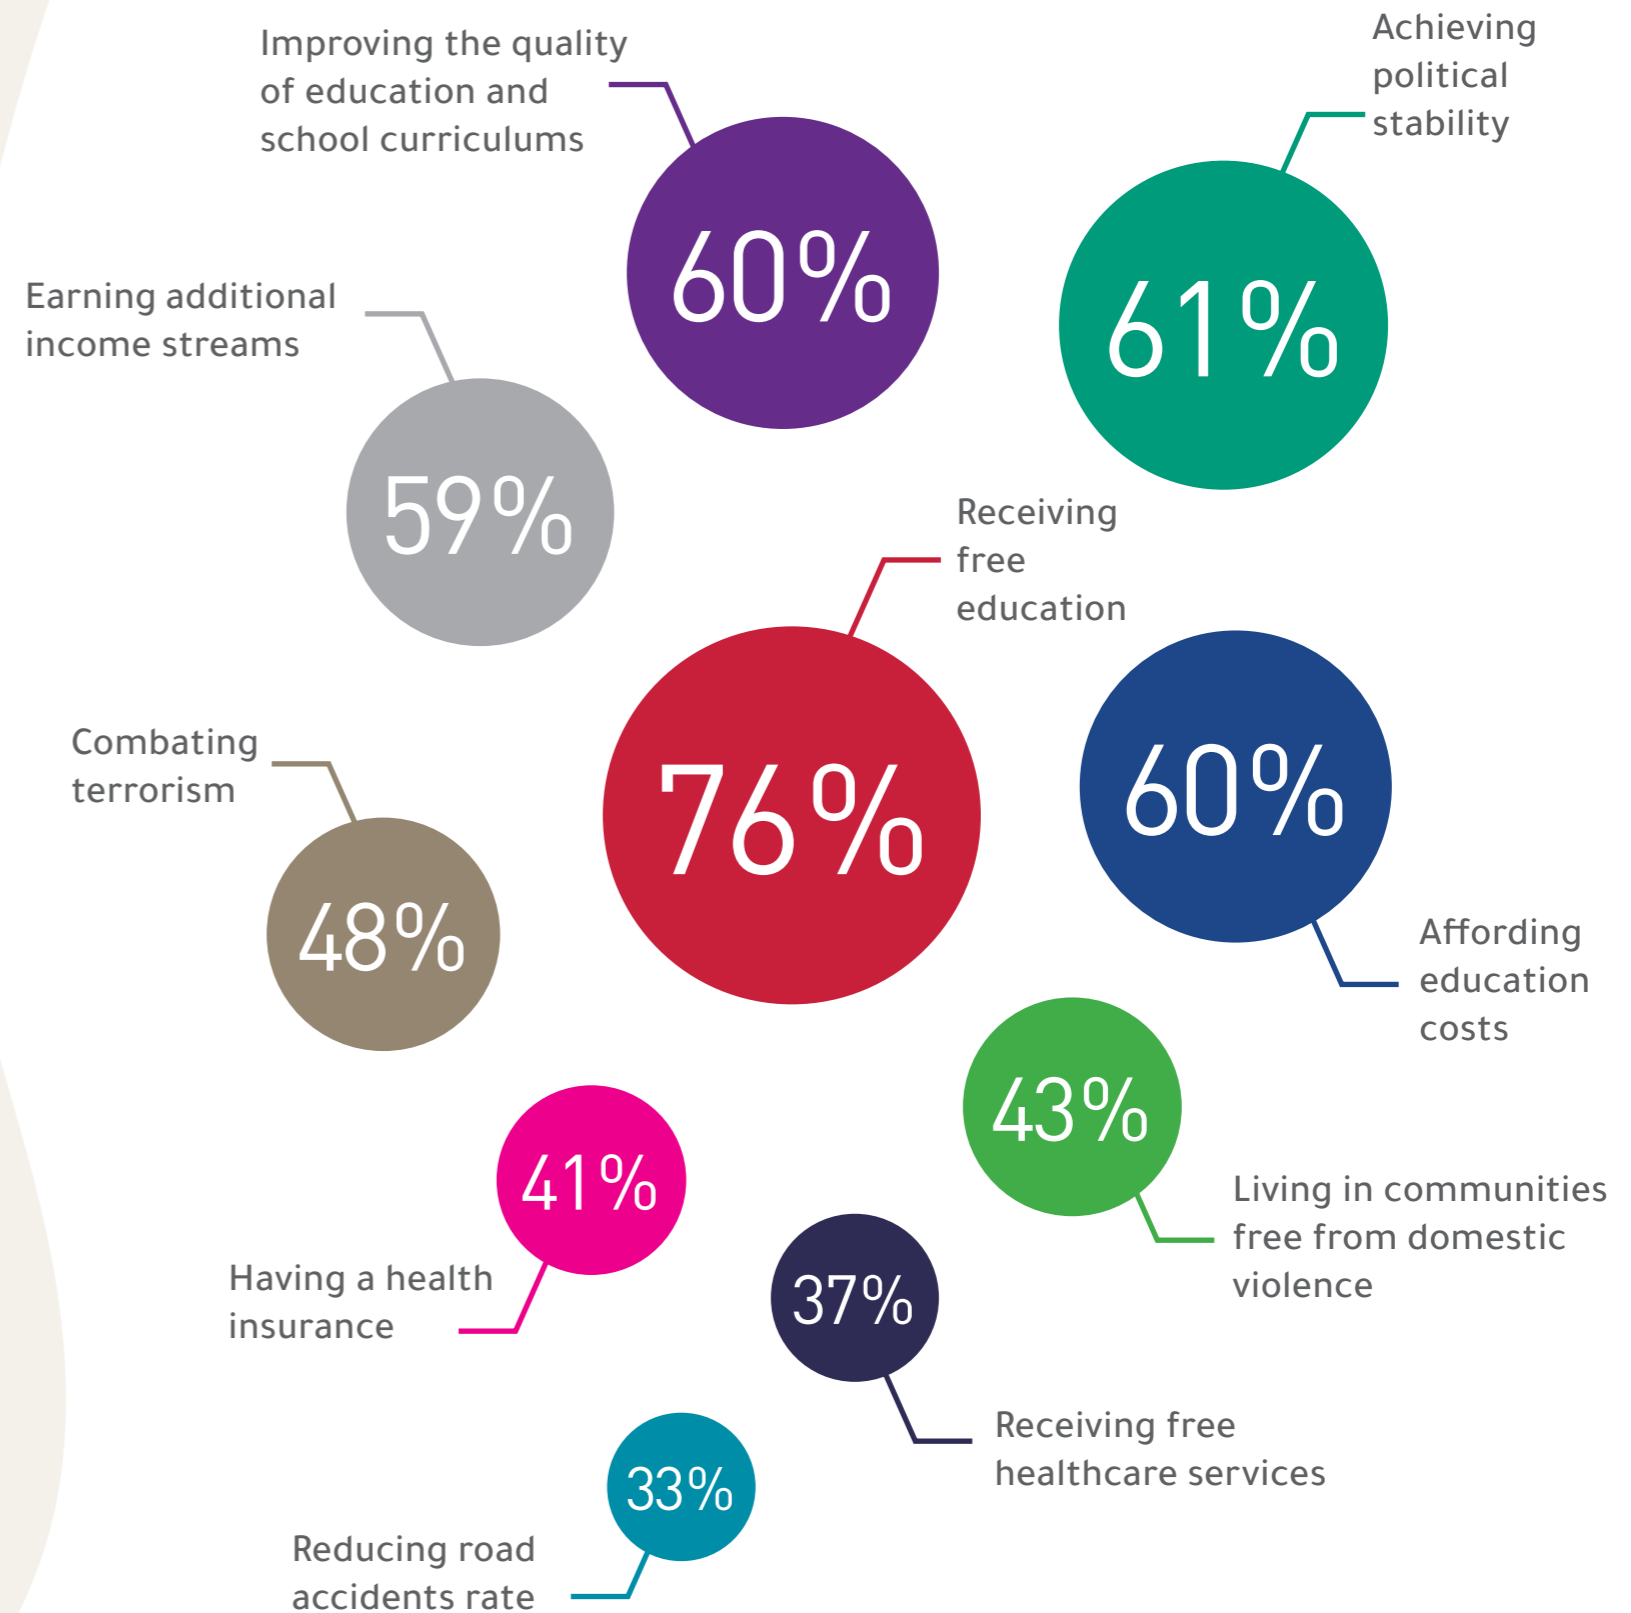 Improving the quality
of education and
school curriculums
60%
Achieving
political
stability
61%
Earning additional
income streams
59%
Receiving
free
education
76%
Combating
terrorism
48%
60%
Affording
education
costs
43%
Living in communities
free from domestic
violence
41%
Having a health
insurance
37%
Receiving free
healthcare services
33%
Reducing road
accidents rate